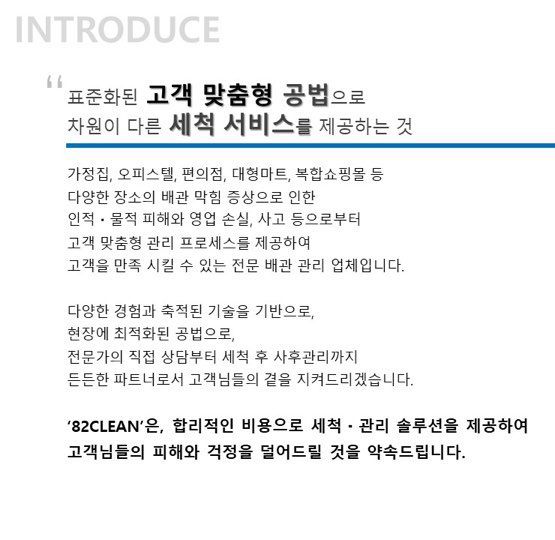 INTRODUCE
“
표준화된 고객 맞춤형 공법으로
차원이 다른 세척 서비스를 제공하는 것
가정집, 오피스텔, 편의점, 대형마트, 복합쇼핑몰 등
다양한 장소의 배관 막힘 증상으로 인한
인적・물적 피해와 영업 손실, 사고 등으로부터
고객 맞춤형 관리 프로세스를 제공하여
고객을 만족 시킬 수 있는 전문 배관 관리 업체입니다.
다양한 경험과 축적된 기술을 기반으로,
현장에 최적화된 공법으로,
전문가의 직접 상담부터 세척 후 사후관리까지
든든한 파트너로서 고객님들의 곁을 지켜드리겠습니다.
‘82CLEAN’은, 합리적인 비용으로 세척・관리 솔루션을 제공하여
고객님들의 피해와 걱정을 덜어드릴 것을 약속드립니다.